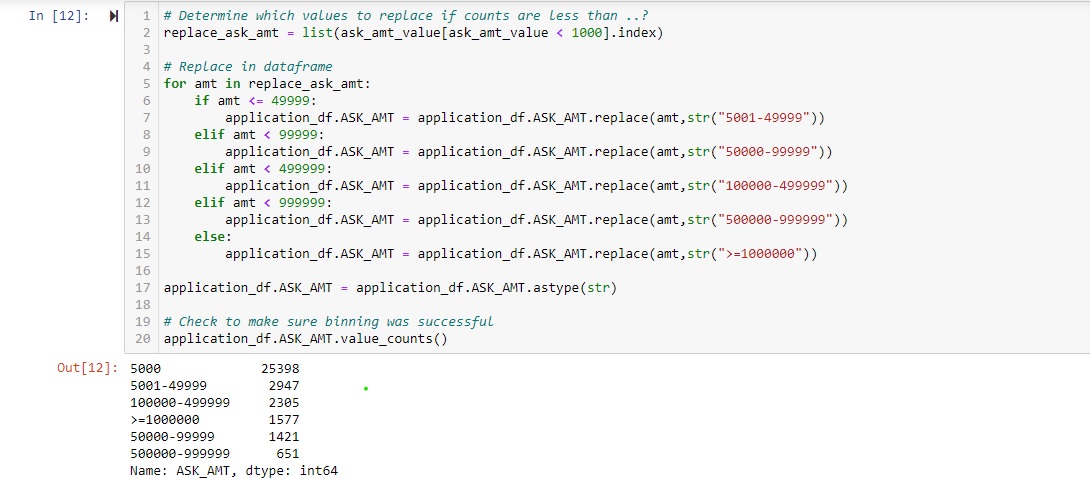 In [12]:
1 # Determine which values to replace if counts are less than ..?
2 replace_ask_amt = list(ask_amt_value[ask_amt_value < 1000].index)
3
4 # Replace in dataframe
5 for amt in replace_ask_amt:
6     if amt <= 49999:
7         application_df.ASK_AMT = application_df.ASK_AMT.replace(amt,str("5001-49999"))
8     elif amt < 99999:
9         application_df.ASK_AMT = application_df.ASK_AMT.replace(amt,str("50000-99999"))
10     elif amt < 499999:
11         application_df.ASK_AMT = application_df.ASK_AMT.replace(amt,str("100000-499999"))
12     elif amt < 999999:
13         application_df.ASK_AMT = application_df.ASK_AMT.replace(amt,str("500000-999999"))
14     else:
15         application_df.ASK_AMT = application_df.ASK_AMT.replace(amt,str(">=1000000"))
16
17 application_df.ASK_AMT = application_df.ASK_AMT.astype(str)
18
19 # Check to make sure binning was successful
20 application_df.ASK_AMT.value_counts()
Out[12]: 5000             25398
5001-49999        2947
100000-499999     2305
>=1000000         1577
50000-99999       1421
500000-999999      651
Name: ASK_AMT, dtype: int64